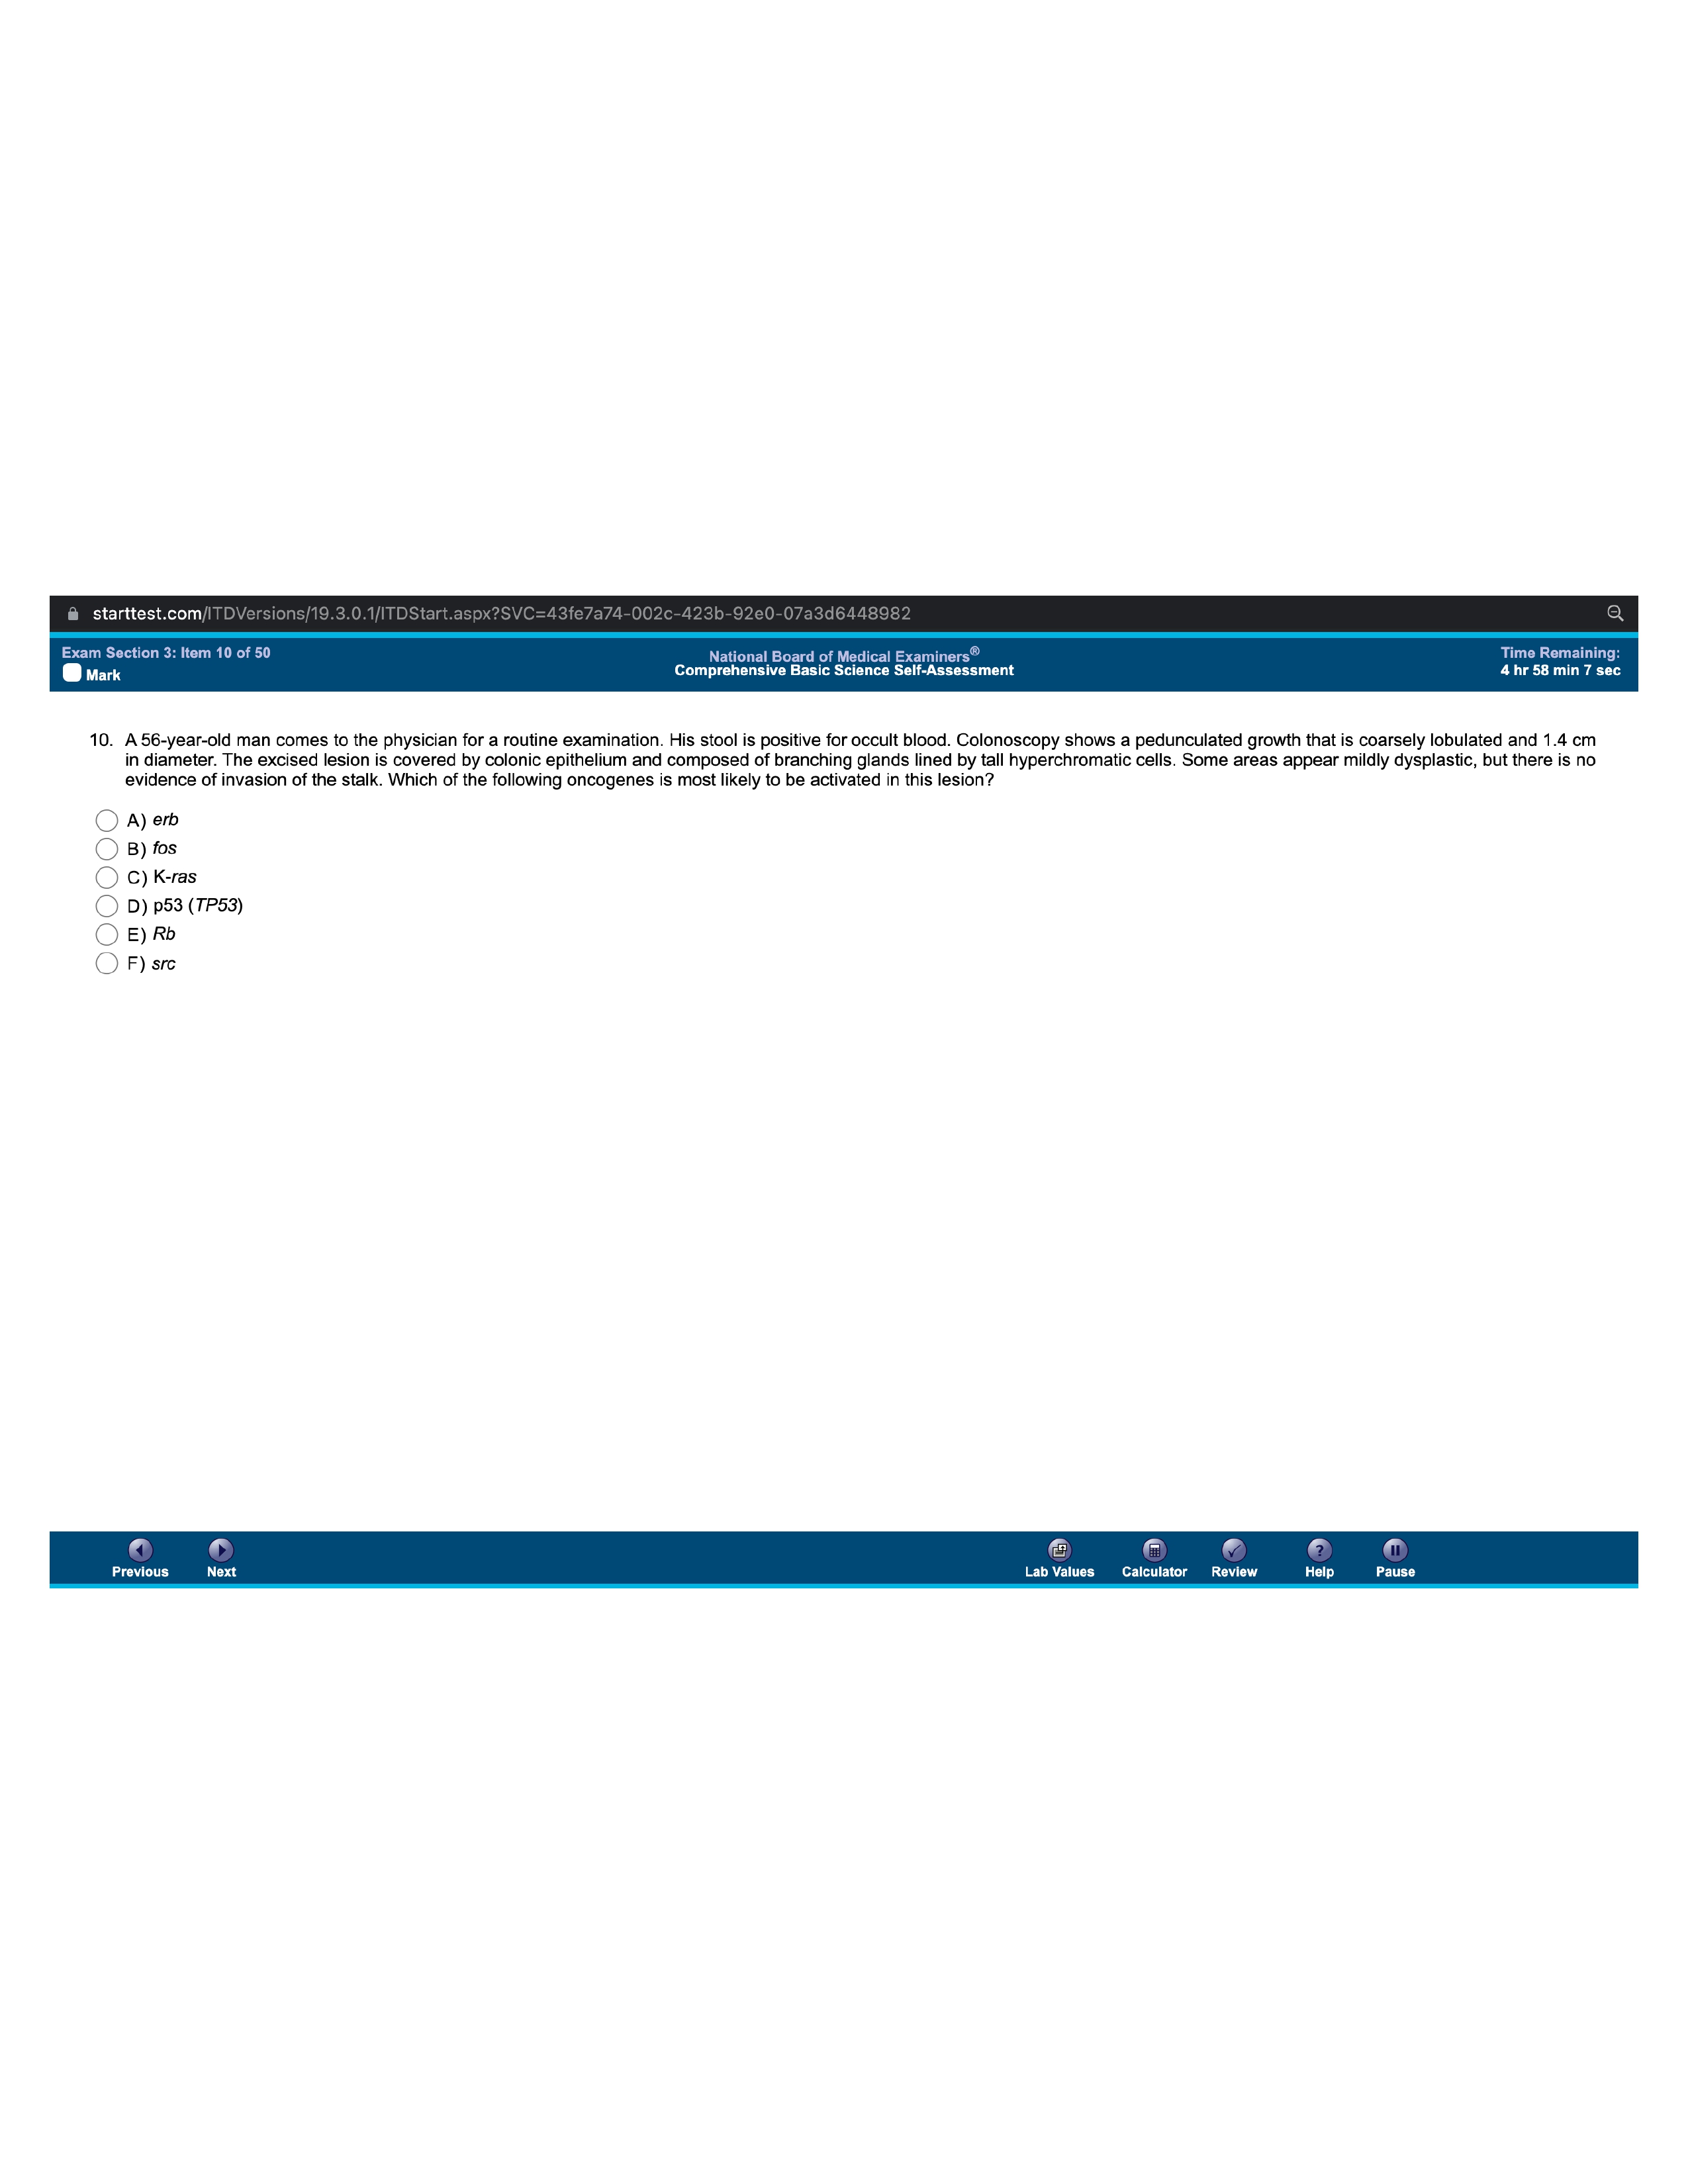 starttest.com/ITDVersions/19.3.0.1/ITDStart.aspx?SVC=43fe7a74-002c-423b-92e0-07a3d6448982
Exam Section 3: Item 10 of 50
Mark
National Board of Medical Examiners®
Comprehensive Basic Science Self-Assessment
Time Remaining:
4 hr 58 min 7 sec
10. A 56-year-old man comes to the physician for a routine examination. His stool is positive for occult blood. Colonoscopy shows a pedunculated growth that is coarsely lobulated and 1.4 cm
in diameter. The excised lesion is covered by colonic epithelium and composed of branching glands lined by tall hyperchromatic cells. Some areas appear mildly dysplastic, but there is no
evidence of invasion of the stalk. Which of the following oncogenes is most likely to be activated in this lesion?
A) erb
B) fos
C) K-ras
D) p53 (TP53)
E) Rb
F) src
Previous
Next
Lab Values
Calculator
Review
Help
Pause